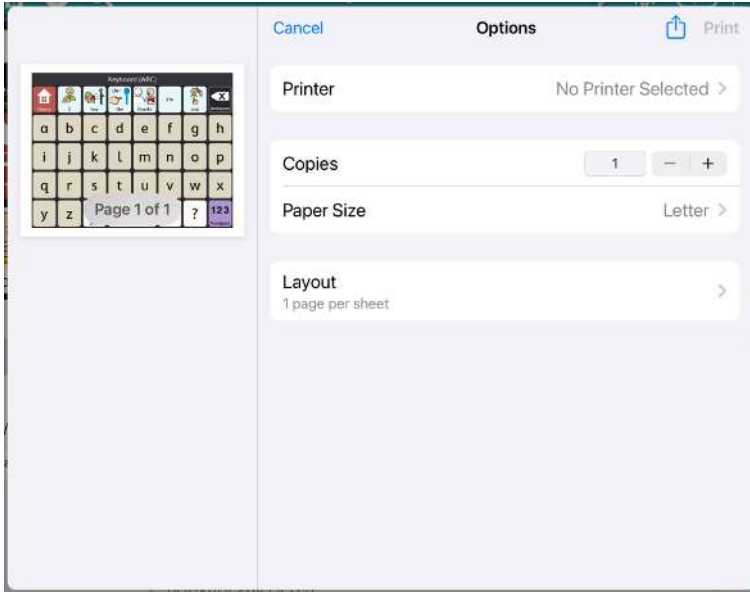 Cancel
Options
Print
Keyboard (ABC)
a b c d e f g h
i j k l m n o p
q r s t u v w x
y z ? 123
Page 1 of 1
Printer
No Printer Selected
Copies
1
− +
Paper Size
Letter
Layout
1 page per sheet